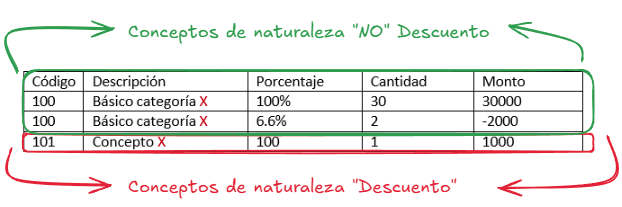 Conceptos de naturaleza "NO" Descuento
Código Descripción Porcentaje Cantidad Monto
100 Básico categoría X 100% 30 30000
100 Básico categoría X 6.6% 2 -2000
101 Concepto X 100 1 1000
Conceptos de naturaleza "Descuento"